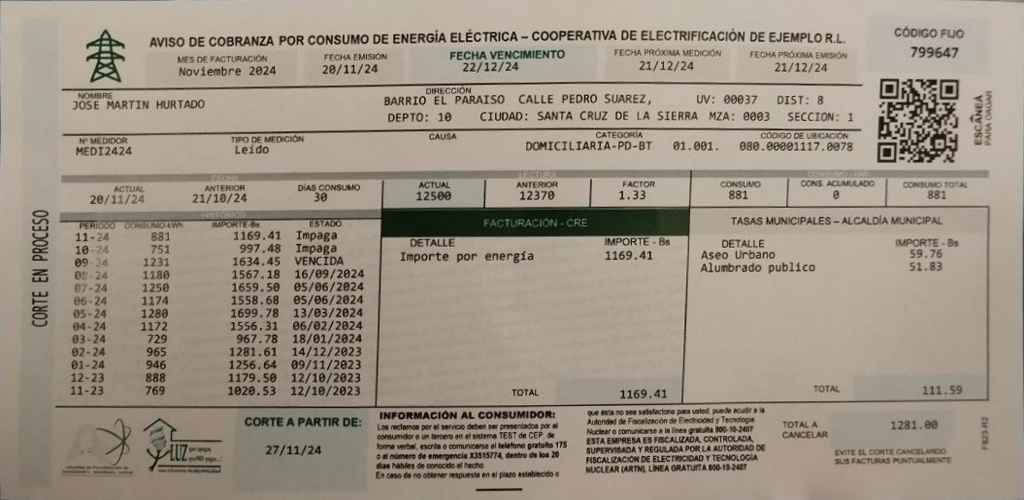 AVISO DE COBRANZA POR CONSUMO DE ENERGÍA ELÉCTRICA – COOPERATIVA DE ELECTRIFICACIÓN DE EJEMPLO R.L.
CÓDIGO FIJO
799647
MES DE FACTURACIÓN FECHA EMISIÓN FECHA VENCIMIENTO FECHA PRÓXIMA MEDICIÓN FECHA PRÓXIMA EMISIÓN
Noviembre 2024 20/11/24 22/12/24 21/12/24 21/12/24
NOMBRE DIRECCIÓN
JOSE MARTIN HURTADO BARRIO EL PARAISO CALLE PEDRO SUAREZ, UV: 00037 DIST: 8
DEPTO: 10 CIUDAD: SANTA CRUZ DE LA SIERRA MZA: 0003 SECCION: 1
ESCANÉA
PARA PAGAR
N° MEDIDOR TIPO DE MEDICIÓN CAUSA CATEGORÍA CÓDIGO DE UBICACIÓN
MEDI2424 Leído DOMICILIARIA-PD-BT 01.001. 080.00001117.0078
FECHA LECTURA CONSUMO - kWh
ACTUAL ANTERIOR DÍAS CONSUMO ACTUAL ANTERIOR FACTOR CONSUMO CONS. ACUMULADO CONSUMO TOTAL
20/11/24 21/10/24 30 12500 12370 1.33 881 0 881
CORTE EN PROCESO
HISTÓRICO
PERIODO CONSUMO-kWh IMPORTE-Bs ESTADO
11-24 881 1169.41 Impaga
10-24 751 997.48 Impaga
09-24 1231 1634.45 VENCIDA
08-24 1180 1567.18 16/09/2024
07-24 1250 1659.50 05/06/2024
06-24 1174 1558.68 05/06/2024
05-24 1280 1699.78 13/03/2024
04-24 1172 1556.31 06/02/2024
03-24 729 967.78 18/01/2024
02-24 965 1281.61 14/12/2023
01-24 946 1256.64 09/11/2023
12-23 888 1179.50 12/10/2023
11-23 769 1020.53 12/10/2023
FACTURACIÓN - CRE
DETALLE IMPORTE - Bs
Importe por energía 1169.41
TOTAL 1169.41
TASAS MUNICIPALES – ALCALDÍA MUNICIPAL
DETALLE IMPORTE - Bs
Aseo Urbano 59.76
Alumbrado publico 51.83
TOTAL 111.59
LUZ
CORTE A PARTIR DE:
27/11/24
INFORMACIÓN AL CONSUMIDOR:
Los reclamos por el servicio deben ser presentados por el
consumidor o un tercero en el sistema TEST de CEP, de
forma verbal, escrita o comunicarse al teléfono gratuito 175
o al número de emergencia X3515774, dentro de los 20
días hábiles de conocido el hecho
En caso de no obtener respuesta en el plazo establecido o
que ésta no sea satisfactoria para usted, puede acudir a la
Autoridad de Fiscalización de Electricidad y Tecnología
Nuclear o comunicarse a la línea gratuita 800-10-2407
ESTA EMPRESA ES FISCALIZADA, CONTROLADA,
SUPERVISADA Y REGULADA POR LA AUTORIDAD DE
FISCALIZACIÓN DE ELECTRICIDAD Y TECNOLOGÍA
NUCLEAR (ARTN), LÍNEA GRATUITA 800-10-2407
TOTAL A
CANCELAR
1281.00
EVITE EL CORTE CANCELANDO
SUS FACTURAS PUNTUALMENTE